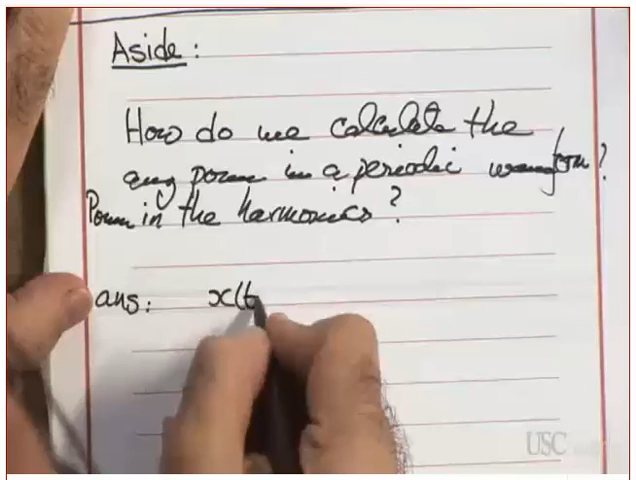 Aside:
How do we calculate the
avg power in a periodic waveform?
Power in the harmonics?
ans: x(t
USC